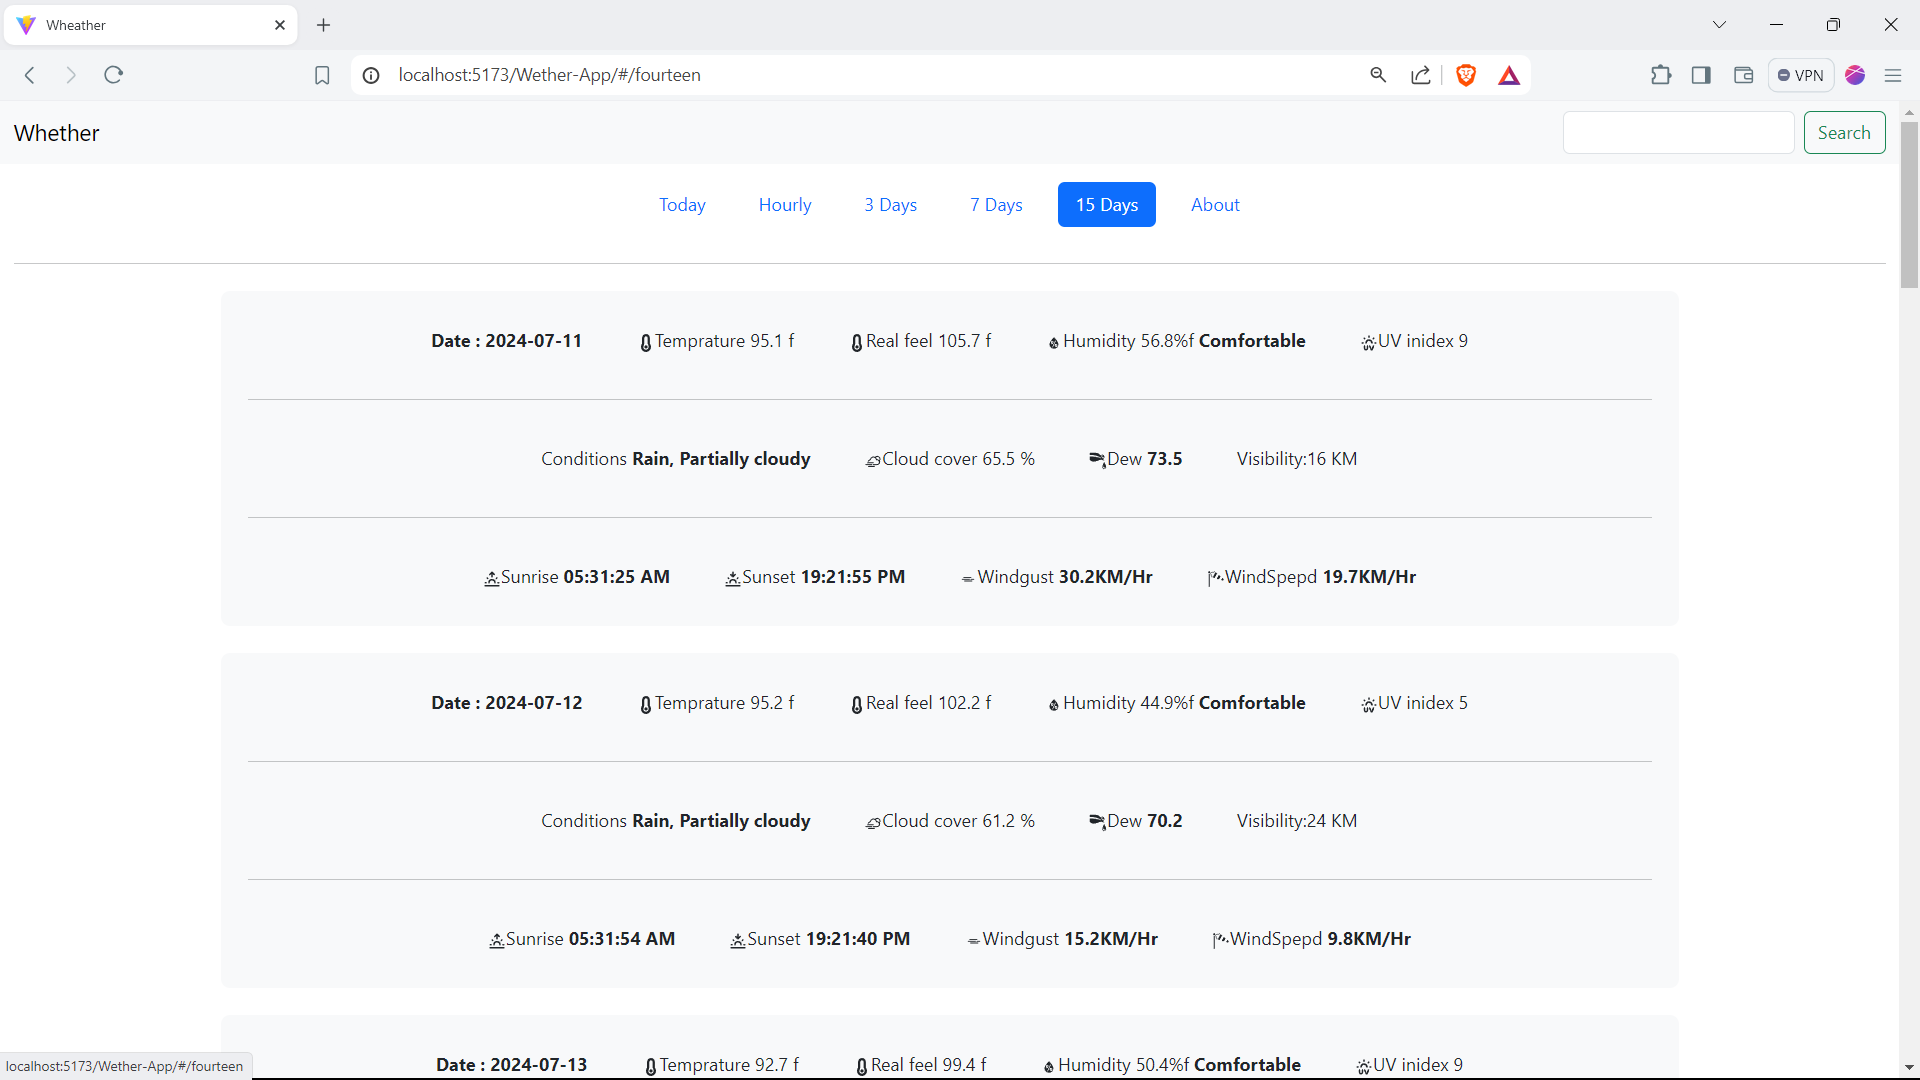 Wheather
localhost:5173/Wether-App/#/fourteen
VPN
Whether
Search
Today Hourly 3 Days 7 Days 15 Days About
Date : 2024-07-11 Temprature 95.1 f Real feel 105.7 f Humidity 56.8%f Comfortable UV inidex 9
Conditions Rain, Partially cloudy Cloud cover 65.5 % Dew 73.5 Visibility:16 KM
Sunrise 05:31:25 AM Sunset 19:21:55 PM Windgust 30.2KM/Hr WindSpepd 19.7KM/Hr
Date : 2024-07-12 Temprature 95.2 f Real feel 102.2 f Humidity 44.9%f Comfortable UV inidex 5
Conditions Rain, Partially cloudy Cloud cover 61.2 % Dew 70.2 Visibility:24 KM
Sunrise 05:31:54 AM Sunset 19:21:40 PM Windgust 15.2KM/Hr WindSpepd 9.8KM/Hr
Date : 2024-07-13 Temprature 92.7 f Real feel 99.4 f Humidity 50.4%f Comfortable UV inidex 9
localhost:5173/Wether-App/#/fourteen